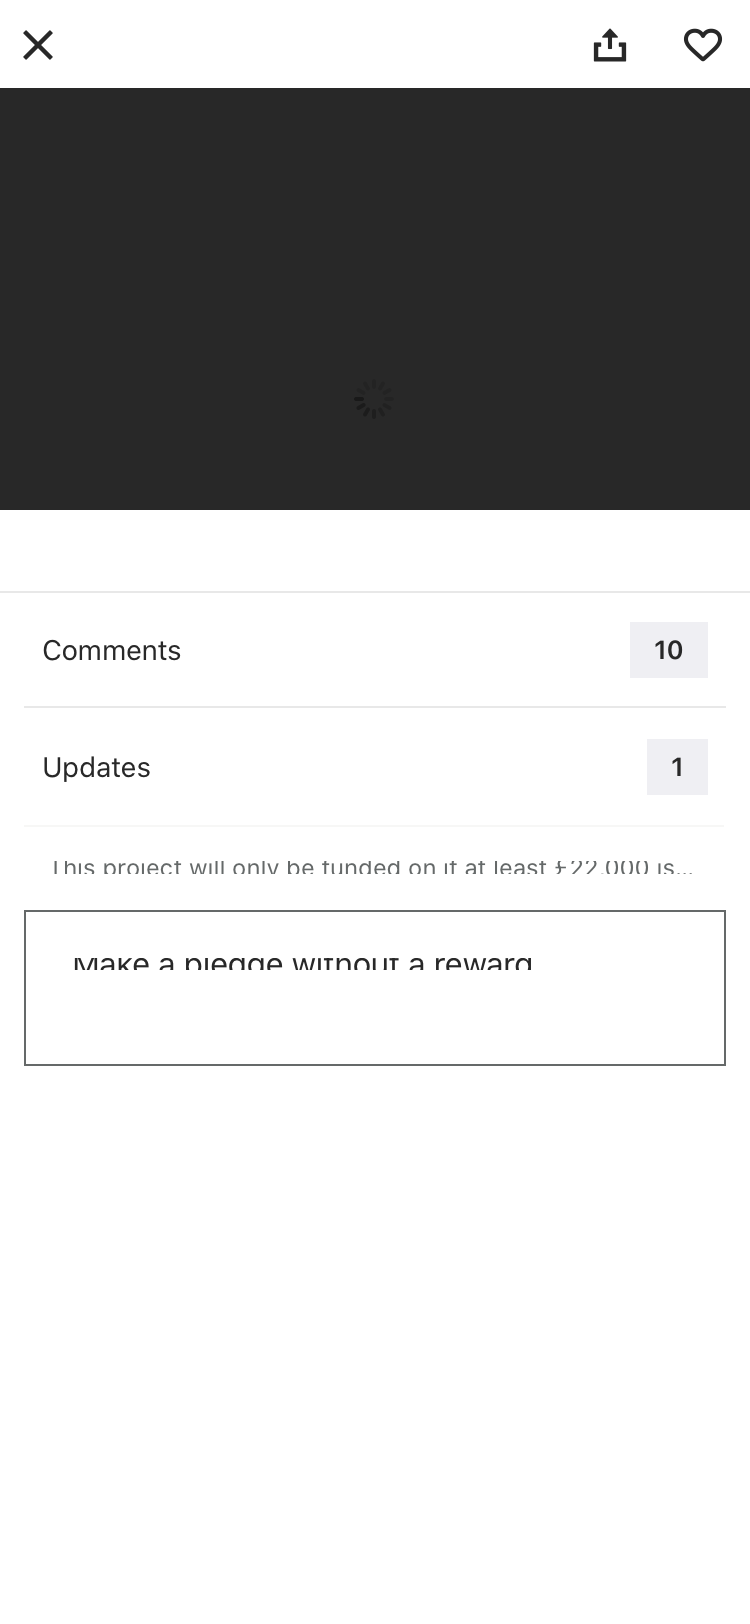 Comments
10
Updates
1
This project will only be funded on if at least £22,000 is...
Make a pledge without a reward